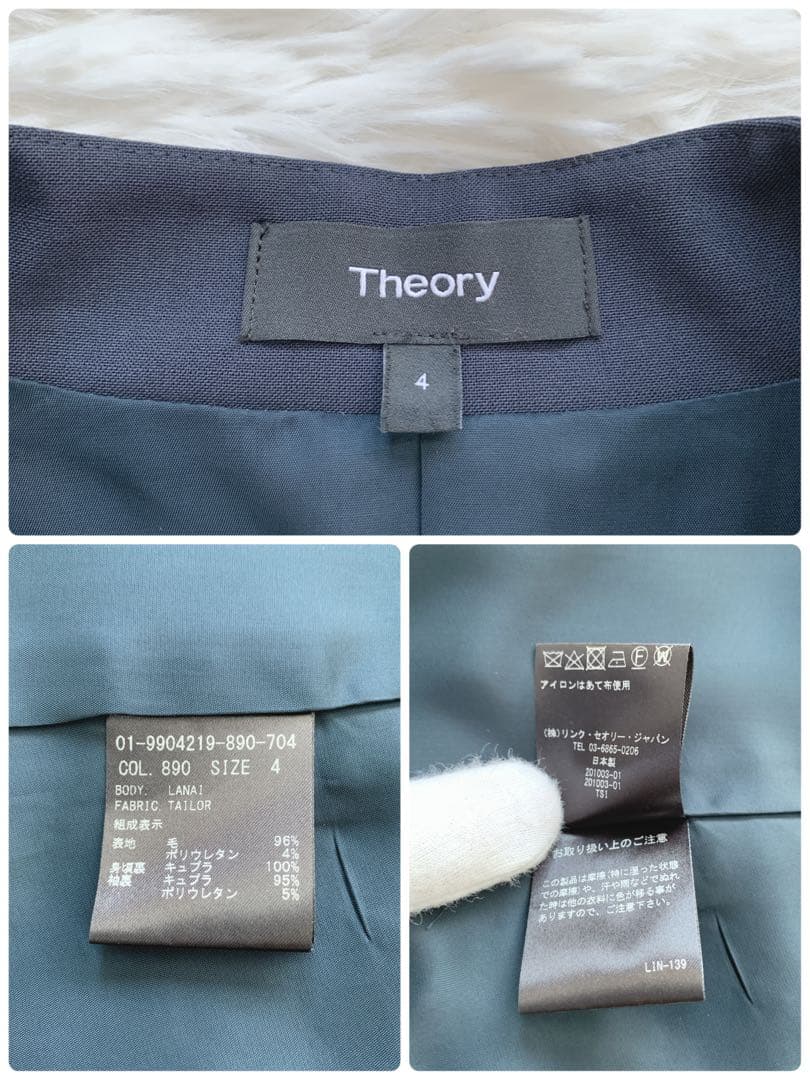 Theory
4
01-9904219-890-704
COL. 890 SIZE 4
BODY. LANAI
FABRIC. TAILOR
組成表示
表地 毛 96%
ポリウレタン 4%
身頃裏 キュプラ 100%
袖裏 キュプラ 95%
ポリウレタン 5%
F
W
アイロンはあて布使用
(株)リンク・セオリー・ジャパン
TEL 03-6865-0206
日本製
201003-01
201003-01
TS1
お取り扱い上のご注意
この製品は摩擦(特に湿った状態
での摩擦)や、汗や雨などでぬれ
た時は他の衣料に色が移る事が
ありますので、ご注意下さい。
LIN-139